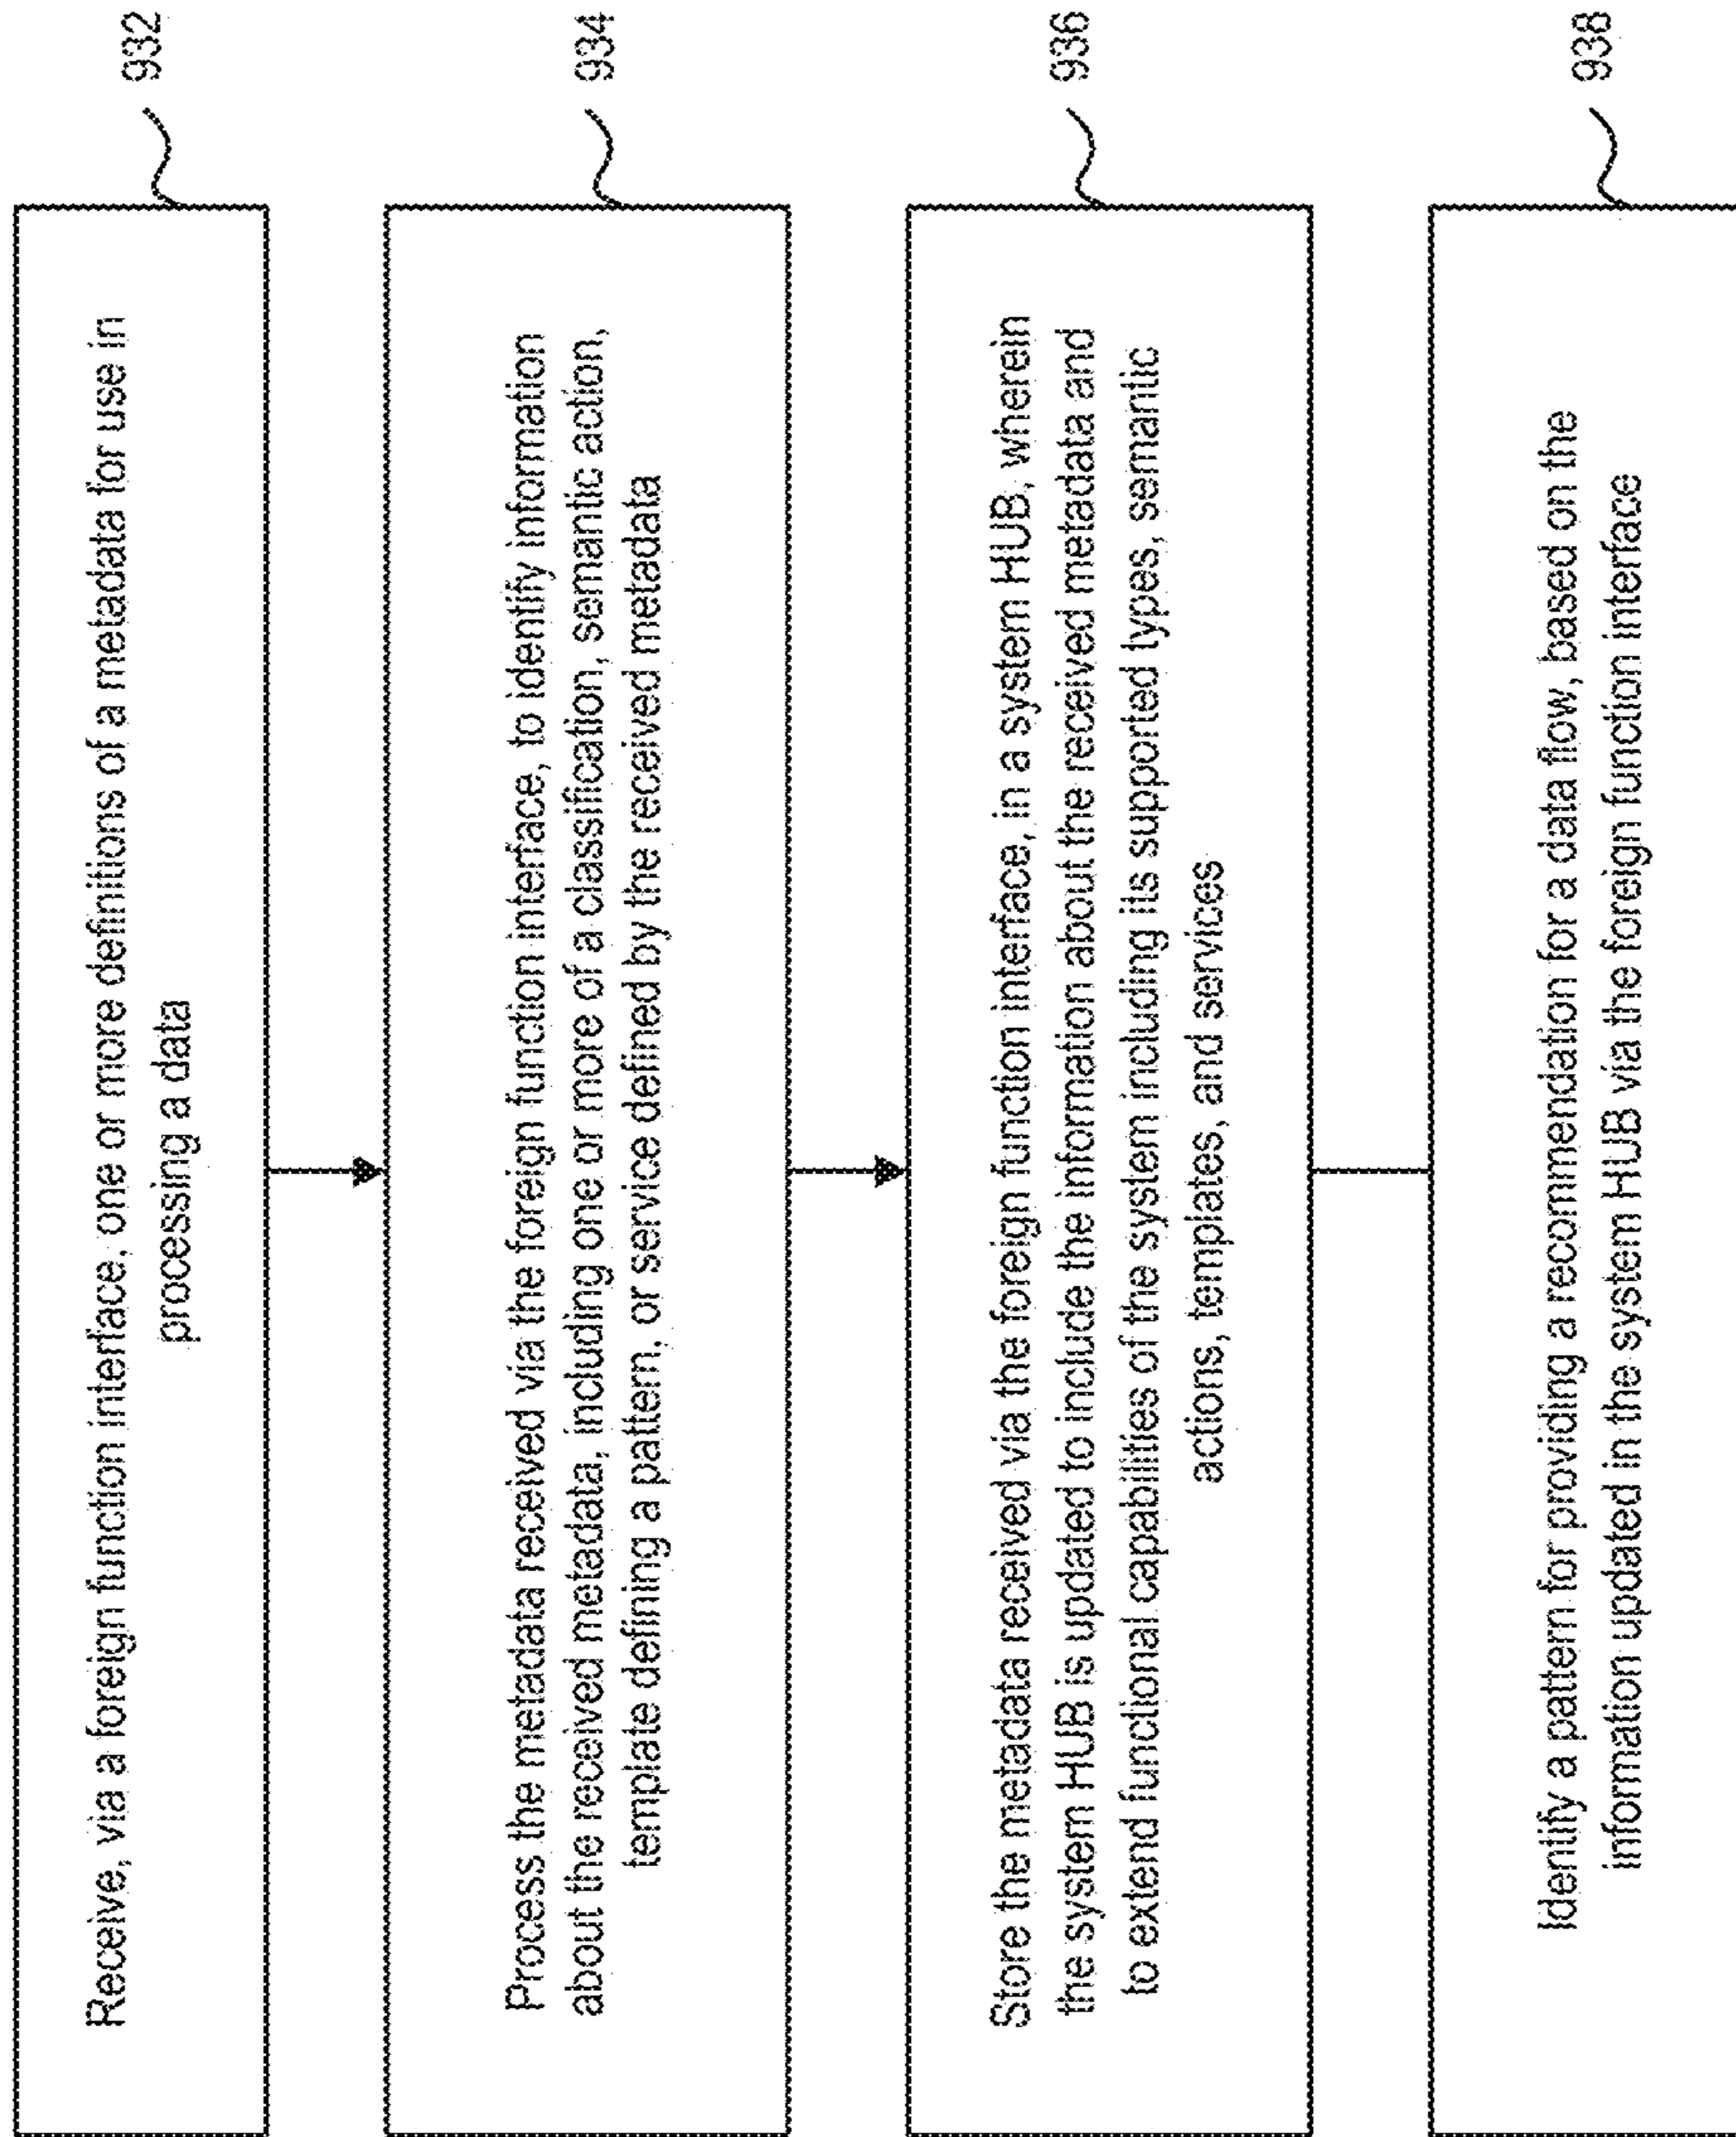 Receive, via a foreign function interface, one or more definitions of a metadata for use in
processing a data
932
Process the metadata received via the foreign function interface, to identify information
about the received metadata, including one or more of a classification, semantic action,
template defining a pattern, or service defined by the received metadata
934
Store the metadata received via the foreign function interface, in a system HUB, wherein
the system HUB is updated to include the information about the received metadata and
to extend functional capabilities of the system including its supported types, semantic
actions, templates, and services
936
Identify a pattern for providing a recommendation for a data flow, based on the
information updated in the system HUB via the foreign function interface
938